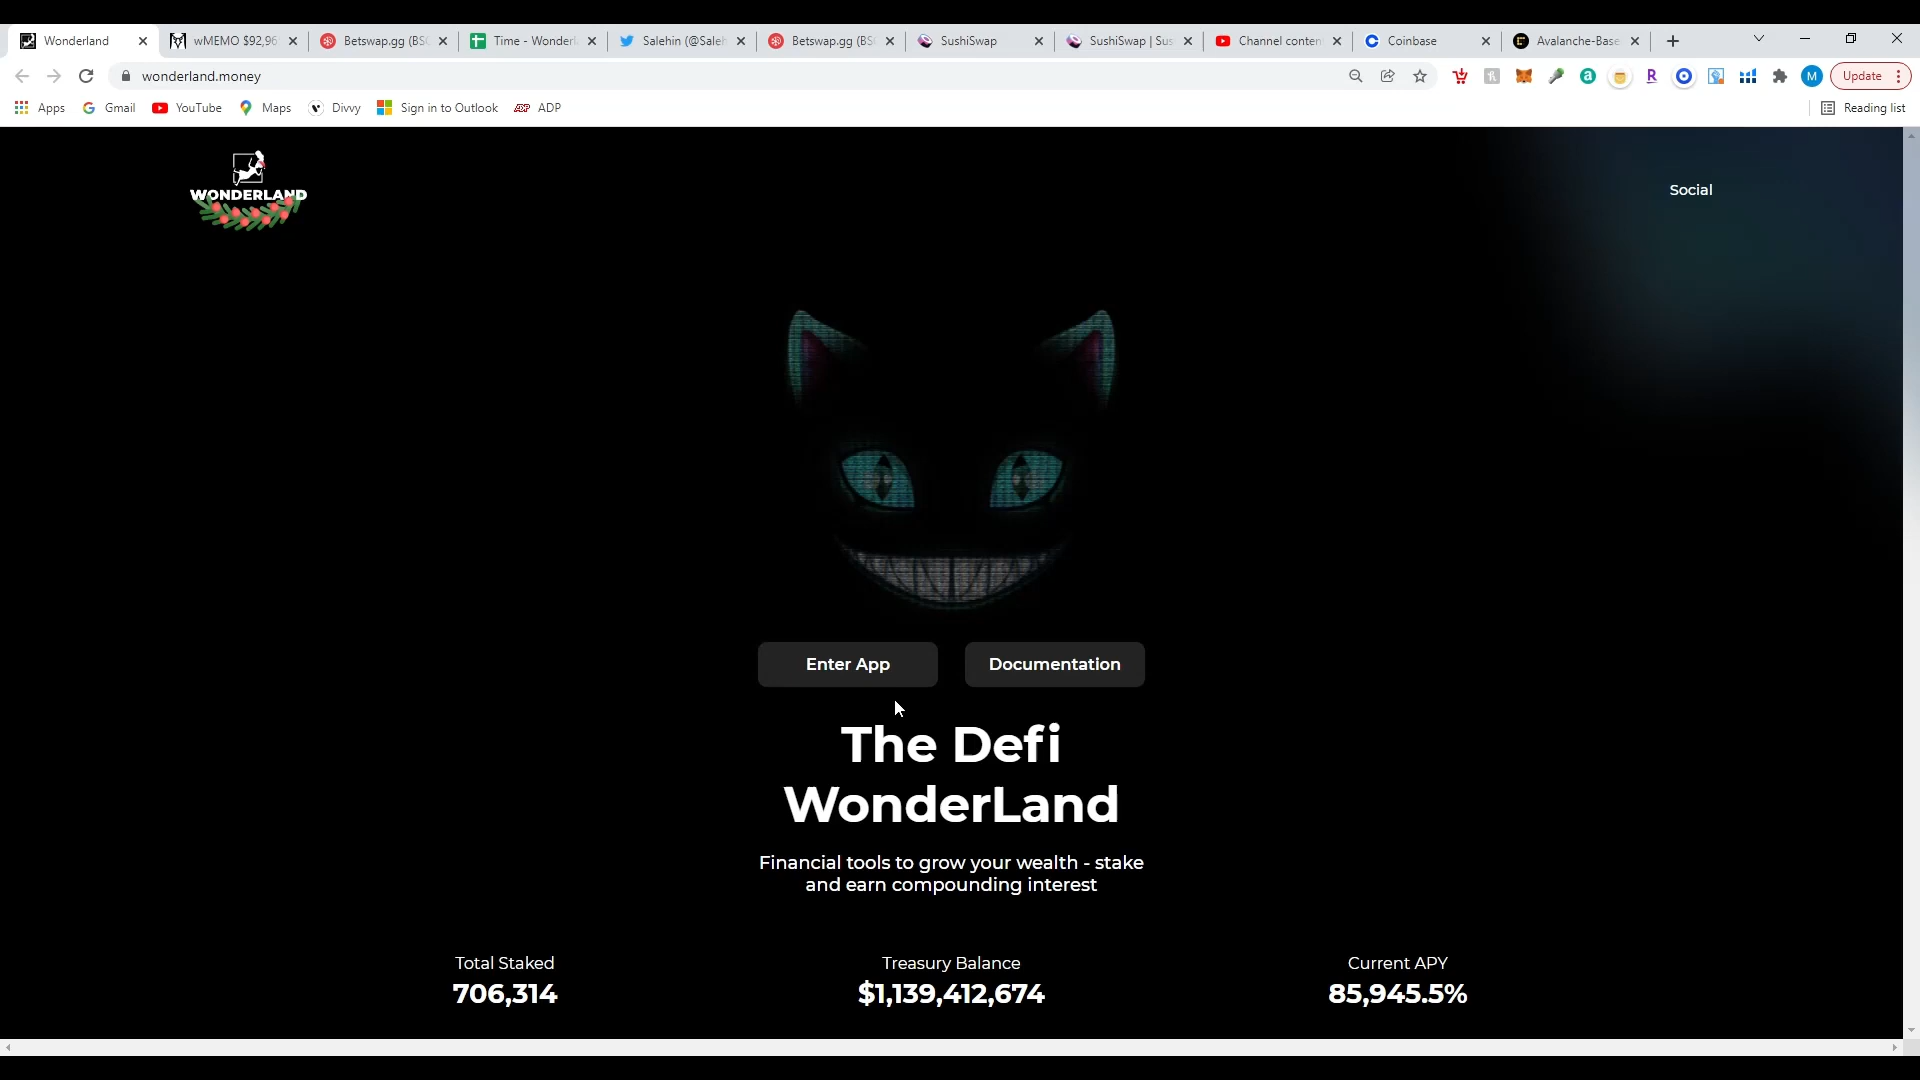 Wonderland
wMEMO $92,96
Betswap.gg (BSC
Time - Wonderl
Salehin (@Saleh
Betswap.gg (BSC
SushiSwap
SushiSwap | Sus
Channel content
Coinbase
Avalanche-Base
wonderland.money
M
Update
Apps
Gmail
YouTube
Maps
Divvy
Sign in to Outlook
ADP
Reading list
WONDERLAND
Social
Enter App
Documentation
The Defi
WonderLand
Financial tools to grow your wealth - stake
and earn compounding interest
Total Staked
Treasury Balance
Current APY
706,314
$1,139,412,674
85,945.5%